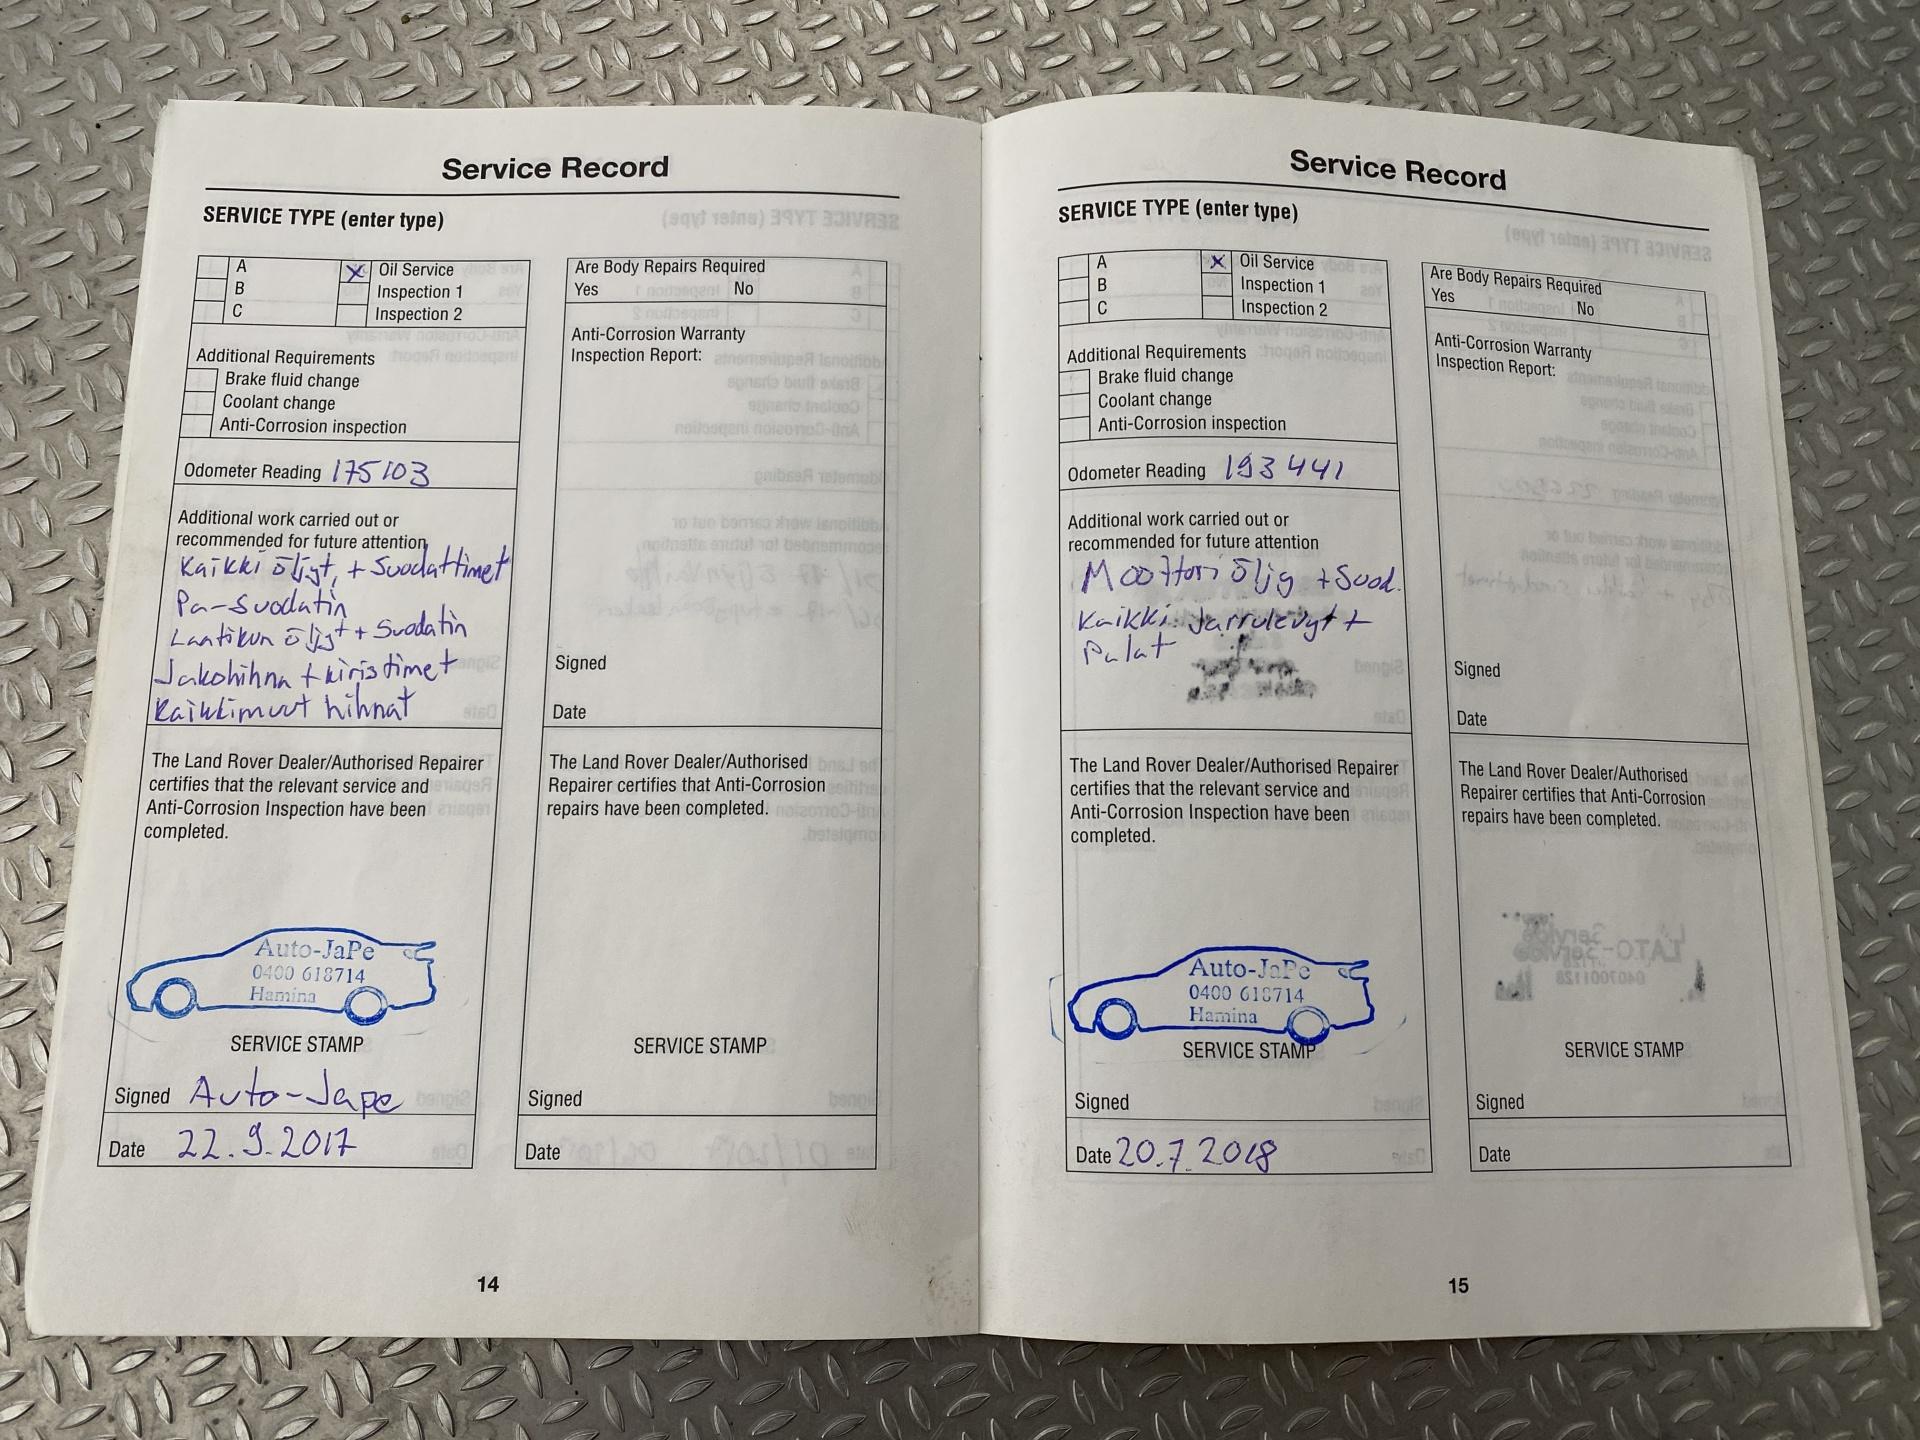 Service Record
SERVICE TYPE (enter type)
A
B
C
X Oil Service
Inspection 1
Inspection 2
Additional Requirements
Brake fluid change
Coolant change
Anti-Corrosion inspection
Odometer Reading 175103
Additional work carried out or
recommended for future attention
Kaikki öljyt, + Suodattimet
Pa-Suodatin
Laatikon öljyt + Suodatin
Jakohihna + kiristimet
Kaikkimuut hihnat
The Land Rover Dealer/Authorised Repairer
certifies that the relevant service and
Anti-Corrosion Inspection have been
completed.
Auto-JaPe
0400 618714
Hamina
SERVICE STAMP
Signed Auto-Jape
Date 22.9.2017
Are Body Repairs Required
Yes No
Anti-Corrosion Warranty
Inspection Report:
Signed
Date
The Land Rover Dealer/Authorised
Repairer certifies that Anti-Corrosion
repairs have been completed.
SERVICE STAMP
Signed
Date
14
Service Record
SERVICE TYPE (enter type)
A
B
C
X Oil Service
Inspection 1
Inspection 2
Additional Requirements
Brake fluid change
Coolant change
Anti-Corrosion inspection
Odometer Reading 193441
Additional work carried out or
recommended for future attention
Moottori öljy + Suod.
Kaikki Jarrulevyt +
Palat
The Land Rover Dealer/Authorised Repairer
certifies that the relevant service and
Anti-Corrosion Inspection have been
completed.
Auto-JaPe
0400 618714
Hamina
SERVICE STAMP
Signed
Date 20.7.2018
Are Body Repairs Required
Yes No
Anti-Corrosion Warranty
Inspection Report:
Signed
Date
The Land Rover Dealer/Authorised
Repairer certifies that Anti-Corrosion
repairs have been completed.
SERVICE STAMP
Signed
Date
15